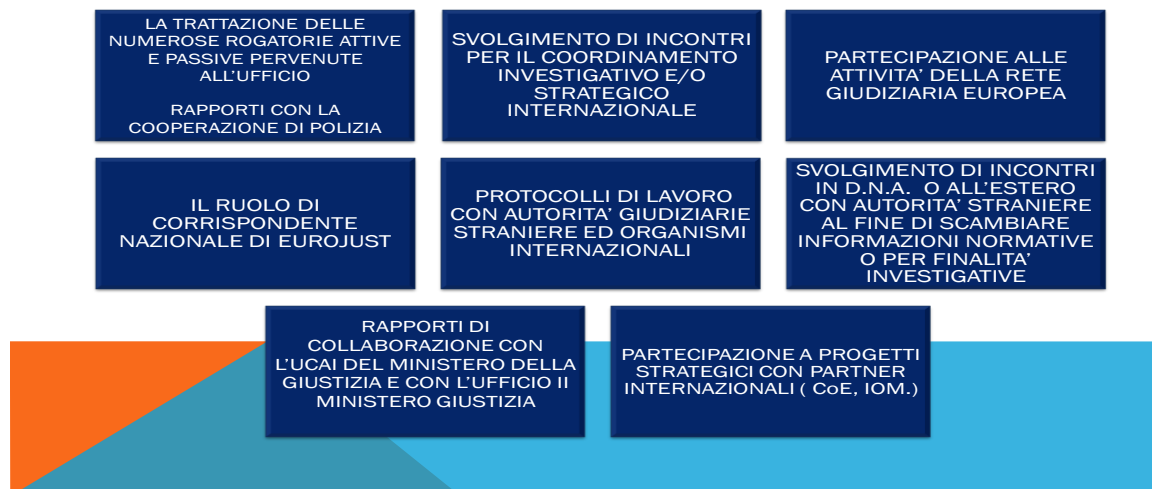 LA TRATTAZIONE DELLE
NUMEROSE ROGATORIE ATTIVE
E PASSIVE PERVENUTE
ALL'UFFICIO
RAPPORTI CON LA
COOPERAZIONE DI POLIZIA
SVOLGIMENTO DI INCONTRI
PER IL COORDINAMENTO
INVESTIGATIVO E/O
STRATEGICO
INTERNAZIONALE
PARTECIPAZIONE ALLE
ATTIVITA' DELLA RETE
GIUDIZIARIA EUROPEA
IL RUOLO DI
CORRISPONDENTE
NAZIONALE DI EUROJUST
PROTOCOLLI DI LAVORO
CON AUTORITA' GIUDIZIARIE
STRANIERE ED ORGANISMI
INTERNAZIONALI
SVOLGIMENTO DI INCONTRI
IN D.N.A. O ALL'ESTERO
CON AUTORITA' STRANIERE
AL FINE DI SCAMBIARE
INFORMAZIONI NORMATIVE
O PER FINALITA'
INVESTIGATIVE
RAPPORTI DI
COLLABORAZIONE CON
L'UCAI DEL MINISTERO DELLA
GIUSTIZIA E CON L'UFFICIO II
MINISTERO GIUSTIZIA
PARTECIPAZIONE A PROGETTI
STRATEGICI CON PARTNER
INTERNAZIONALI ( CoE, IOM.)